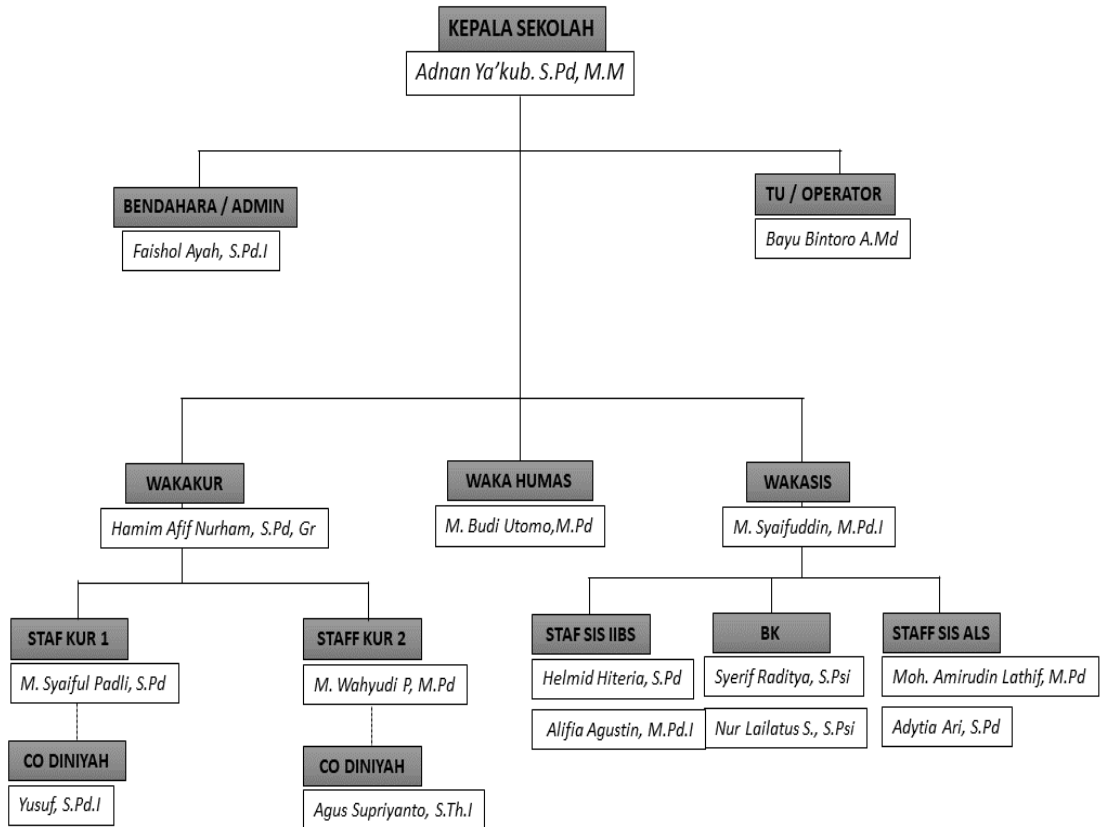 KEPALA SEKOLAH
Adnan Ya’kub. S.Pd, M.M
BENDAHARA / ADMIN
Faishol Ayah, S.Pd.I
TU / OPERATOR
Bayu Bintoro A.Md
WAKAKUR
Hamim Afif Nurham, S.Pd, Gr
WAKA HUMAS
M. Budi Utomo,M.Pd
WAKASIS
M. Syaifuddin, M.Pd.I
STAF KUR 1
M. Syaiful Padli, S.Pd
STAFF KUR 2
M. Wahyudi P, M.Pd
STAF SIS IIBS
Helmid Hiteria, S.Pd
Alifia Agustin, M.Pd.I
BK
Syerif Raditya, S.Psi
Nur Lailatus S., S.Psi
STAFF SIS ALS
Moh. Amirudin Lathif, M.Pd
Adytia Ari, S.Pd
CO DINIYAH
Yusuf, S.Pd.I
CO DINIYAH
Agus Supriyanto, S.Th.I